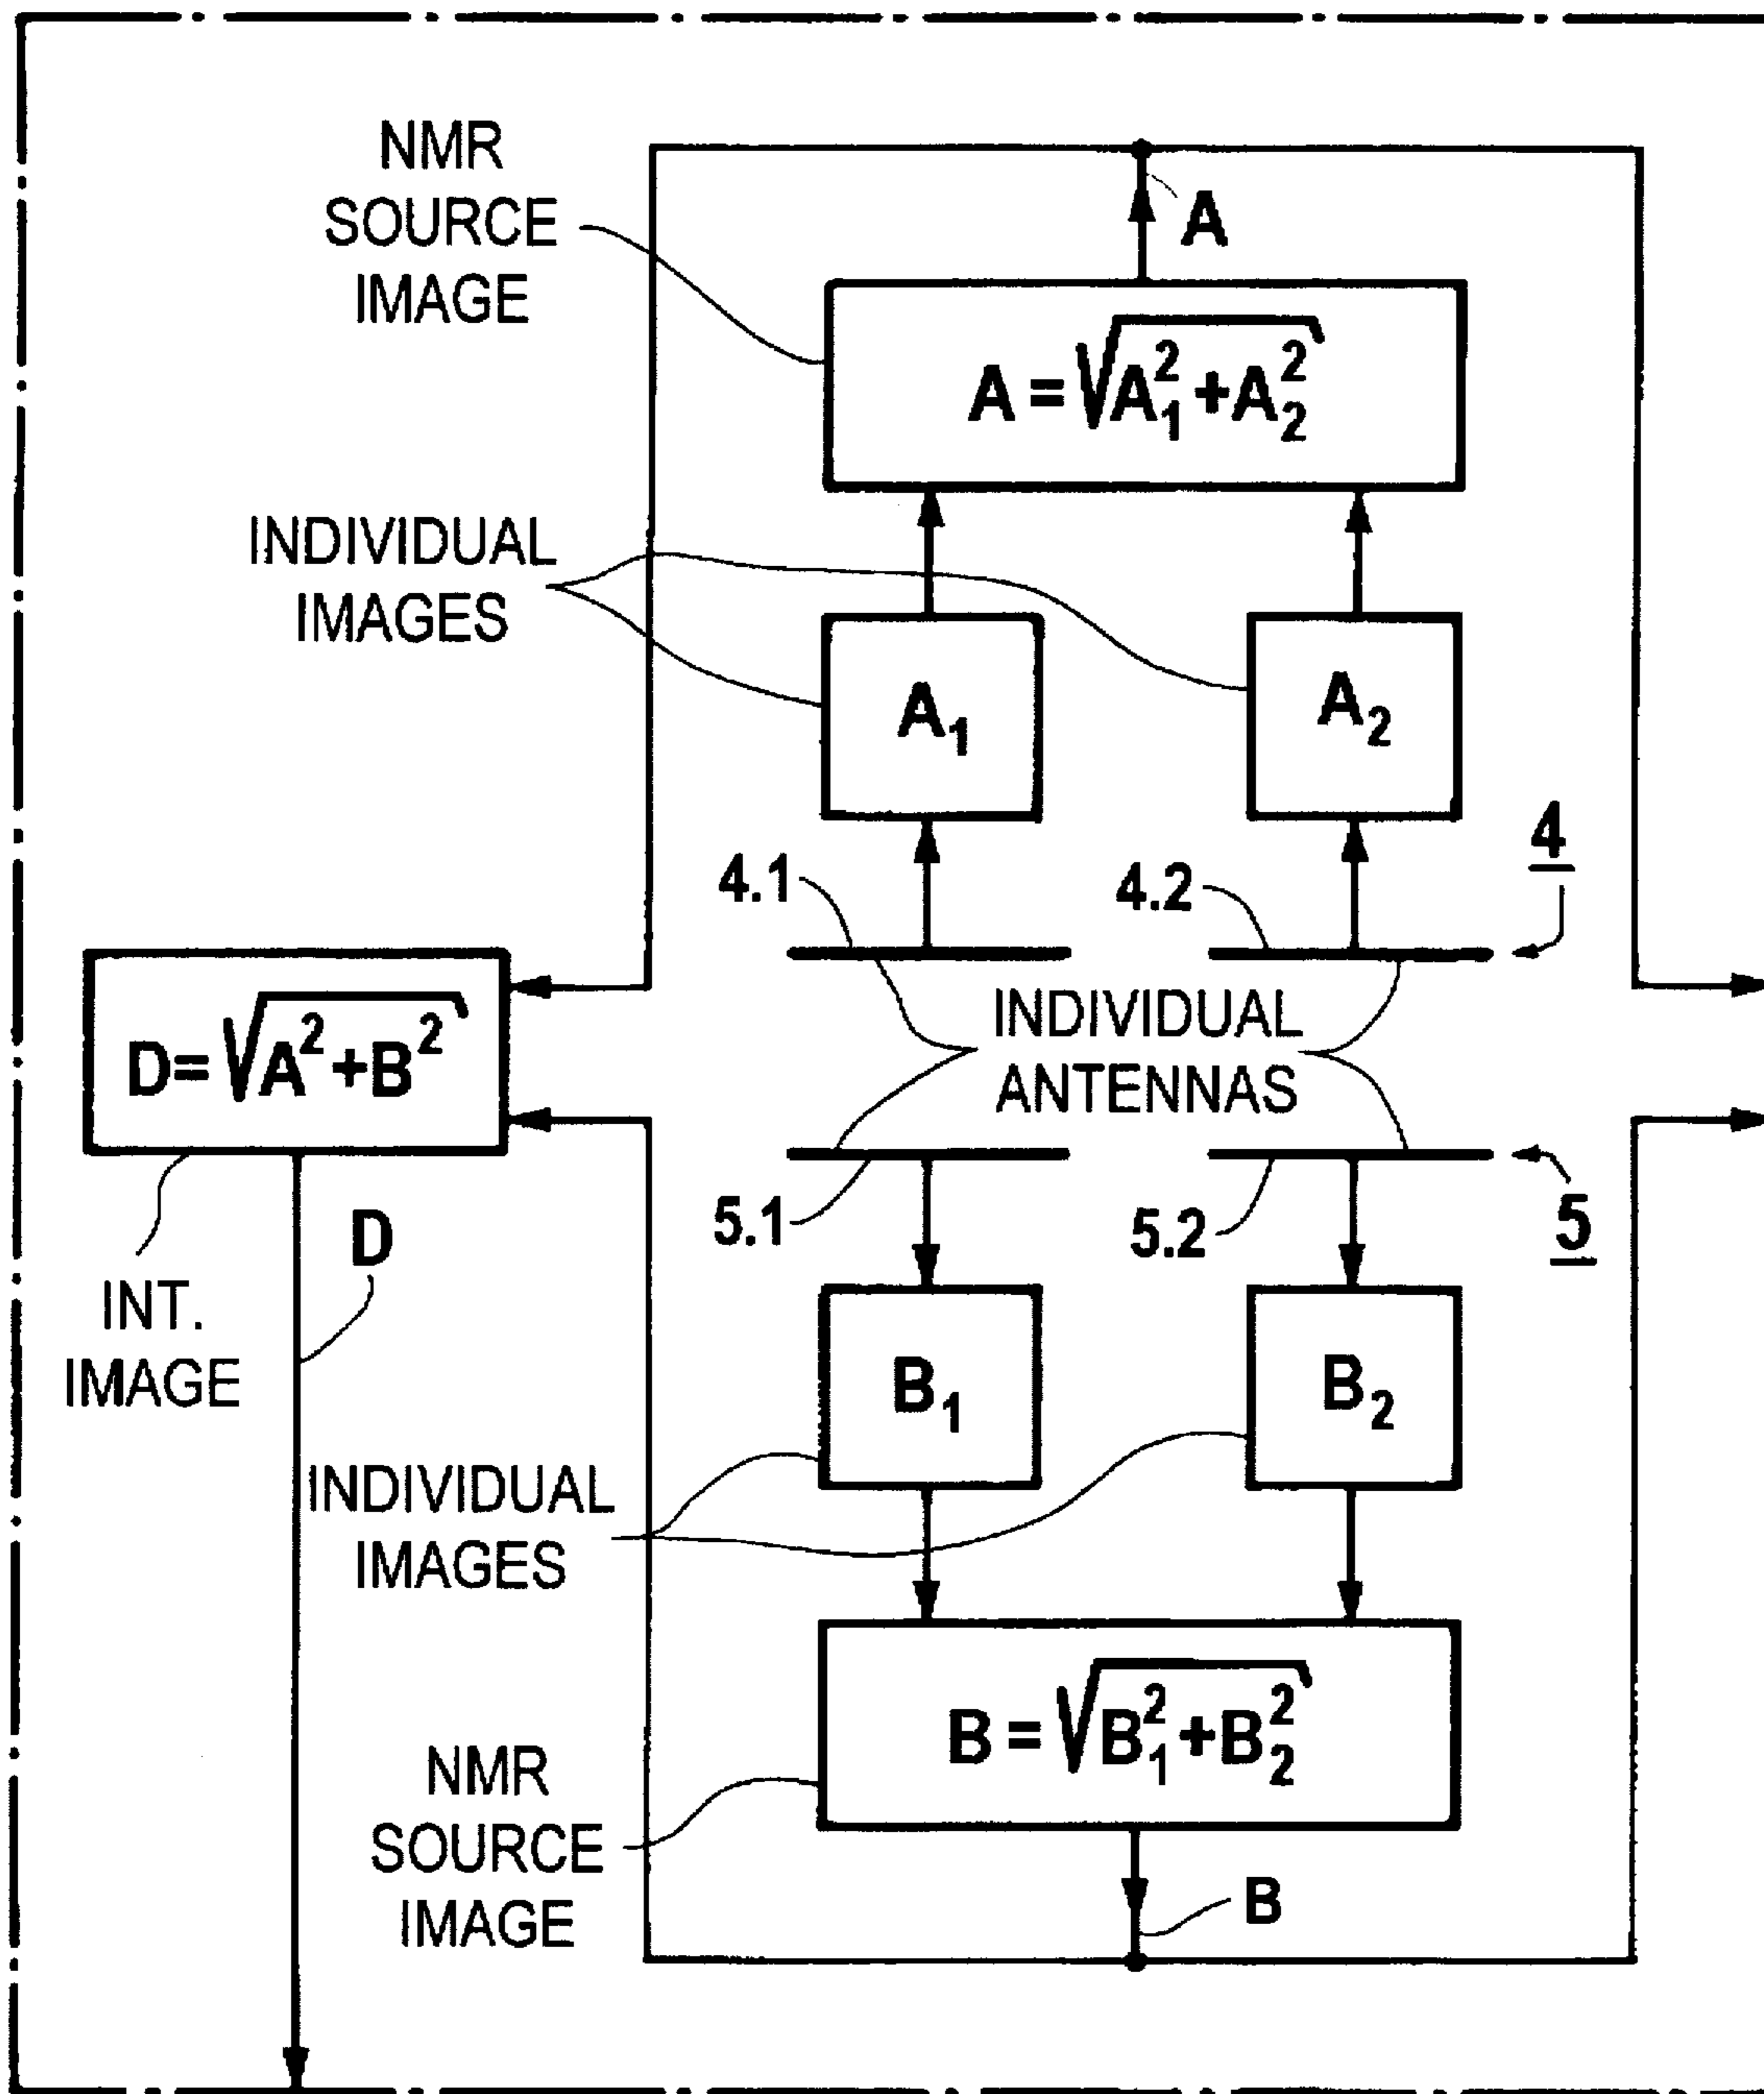 NMR
SOURCE
IMAGE
A
A = √A₁² + A₂²
INDIVIDUAL
IMAGES
A₁
A₂
4
4.1
4.2
D= √A² + B²
INDIVIDUAL
ANTENNAS
5.1
5.2
5
D
INT.
IMAGE
B₁
B₂
INDIVIDUAL
IMAGES
B = √B₁² + B₂²
NMR
SOURCE
IMAGE
B